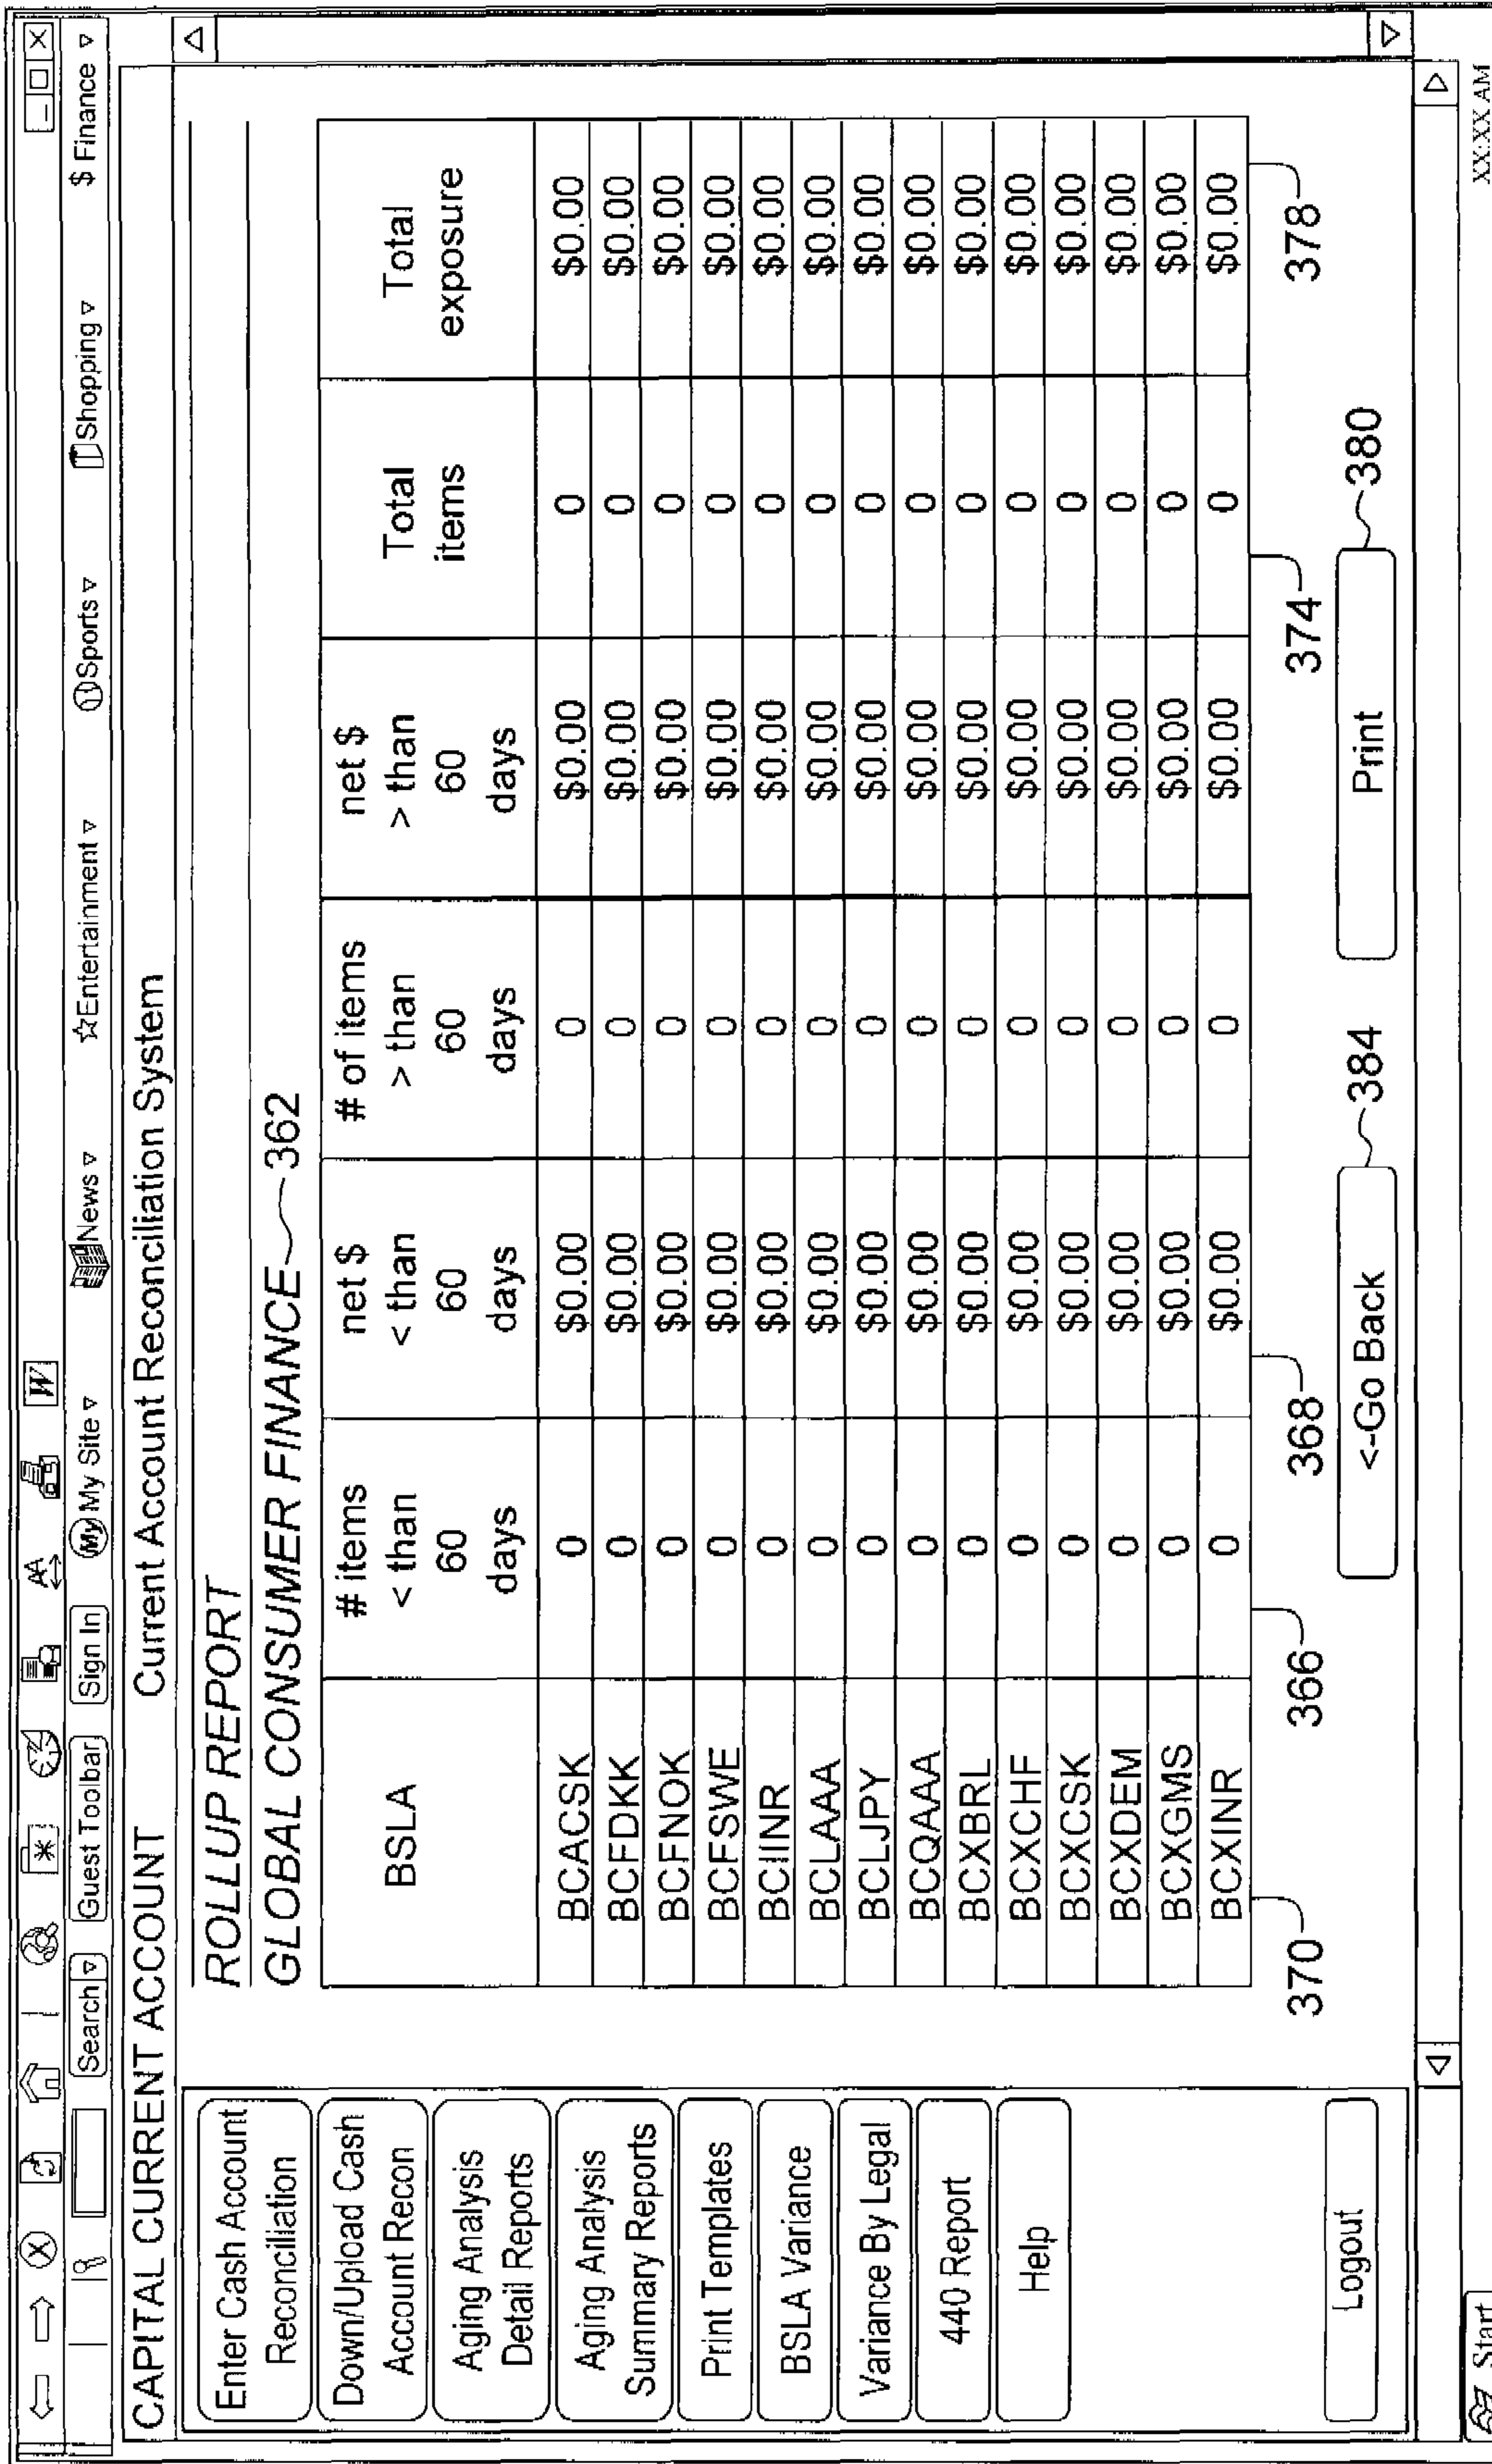 W
Search Guest Toolbar Sign In My My Site News Entertainment Sports Shopping $ Finance
CAPITAL CURRENT ACCOUNT Current Account Reconciliation System
Enter Cash Account
Reconciliation
Down/Upload Cash
Account Recon
Aging Analysis
Detail Reports
Aging Analysis
Summary Reports
Print Templates
BSLA Variance
Variance By Legal
440 Report
Help
Logout
ROLLUP REPORT
GLOBAL CONSUMER FINANCE 362
BSLA
# items
< than
60
days
net $
< than
60
days
# of items
> than
60
days
net $
> than
60
days
Total
items
Total
exposure
BCACSK 0 $0.00 0 $0.00 0 $0.00
BCFDKK 0 $0.00 0 $0.00 0 $0.00
BCFNOK 0 $0.00 0 $0.00 0 $0.00
BCFSWE 0 $0.00 0 $0.00 0 $0.00
BCIINR 0 $0.00 0 $0.00 0 $0.00
BCLAAA 0 $0.00 0 $0.00 0 $0.00
BCLJPY 0 $0.00 0 $0.00 0 $0.00
BCQAAA 0 $0.00 0 $0.00 0 $0.00
BCXBRL 0 $0.00 0 $0.00 0 $0.00
BCXCHF 0 $0.00 0 $0.00 0 $0.00
BCXCSK 0 $0.00 0 $0.00 0 $0.00
BCXDEM 0 $0.00 0 $0.00 0 $0.00
BCXGMS 0 $0.00 0 $0.00 0 $0.00
BCXINR 0 $0.00 0 $0.00 0 $0.00
370 366 368 374 378
<-Go Back 384 Print 380
Start XX:XX AM